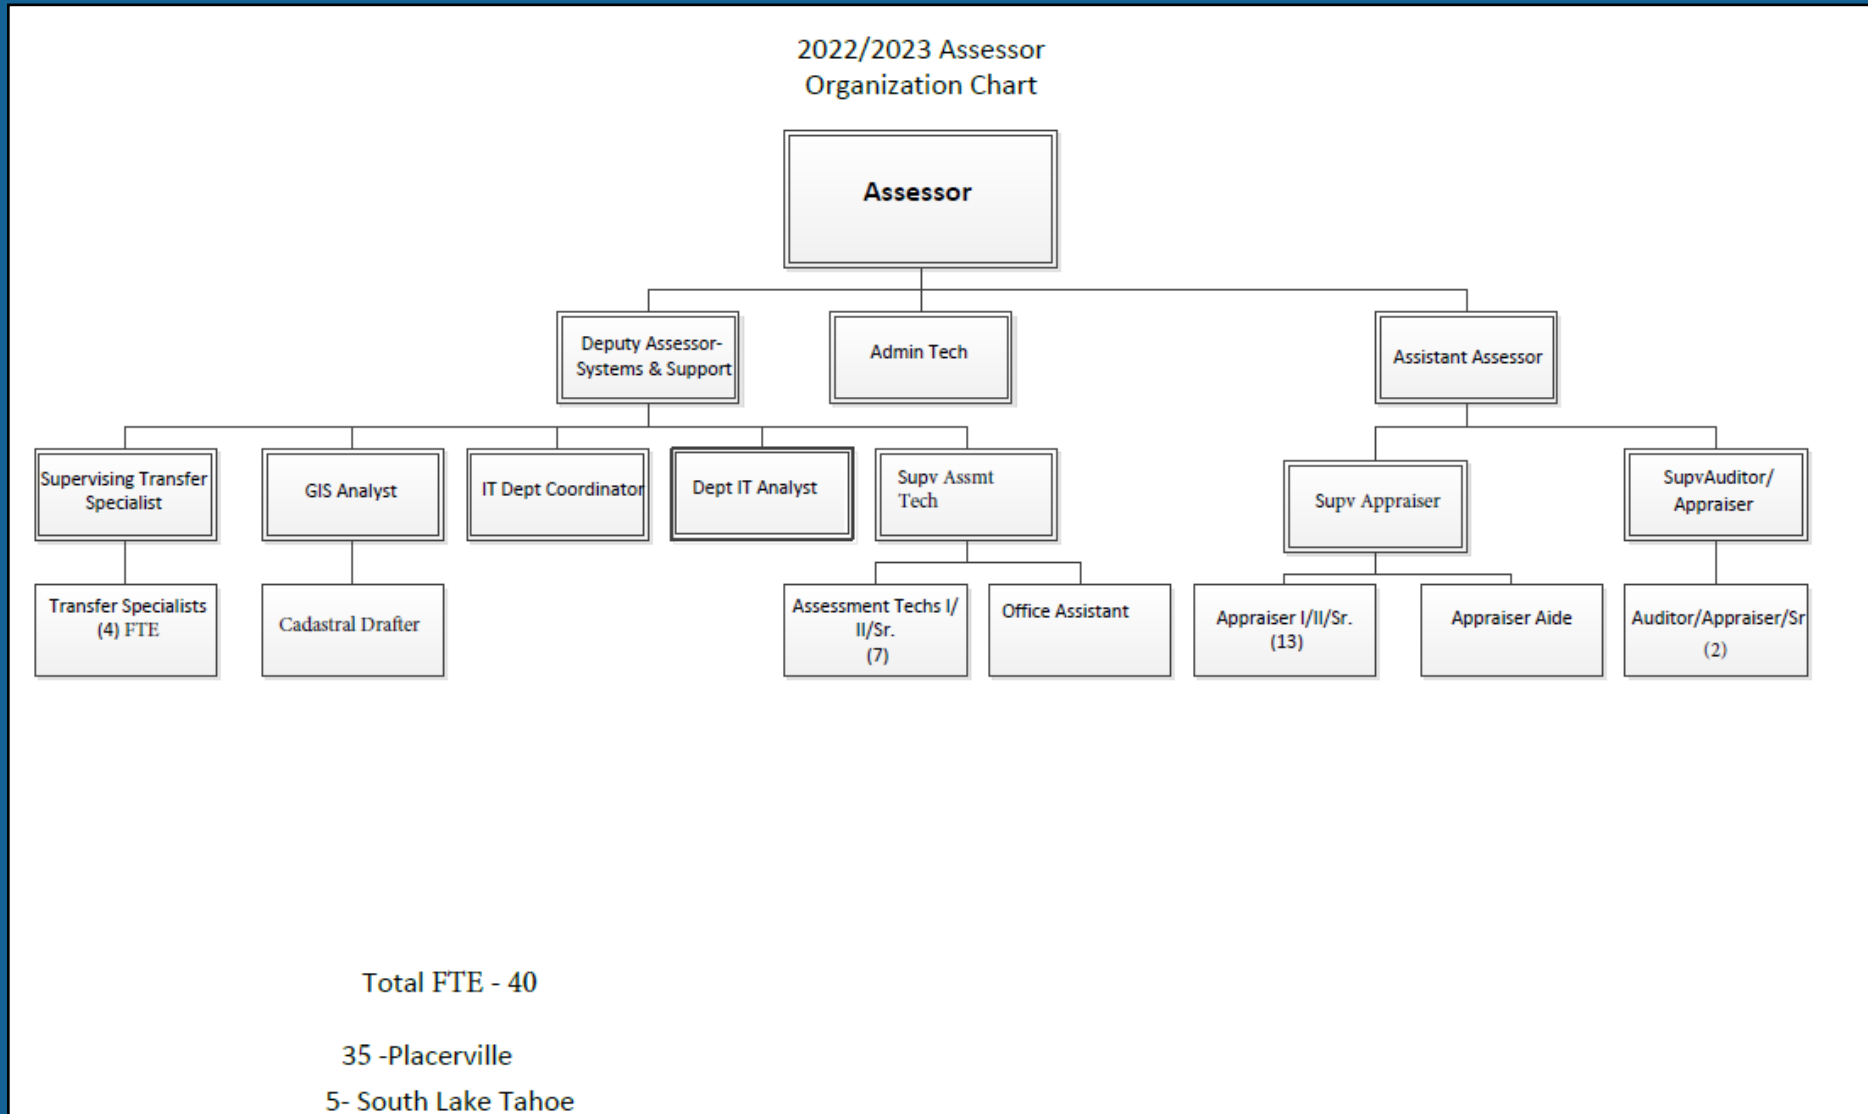 2022/2023 Assessor
Organization Chart
Assessor
Deputy Assessor-
Systems & Support
Admin Tech
Assistant Assessor
Supervising Transfer
Specialist
GIS Analyst
IT Dept Coordinator
Dept IT Analyst
Supv Assmt
Tech
Supv Appraiser
SupvAuditor/
Appraiser
Transfer Specialists
(4) FTE
Cadastral Drafter
Assessment Techs I/
II/Sr.
(7)
Office Assistant
Appraiser I/II/Sr.
(13)
Appraiser Aide
Auditor/Appraiser/Sr
(2)
Total FTE - 40
35 -Placerville
5- South Lake Tahoe